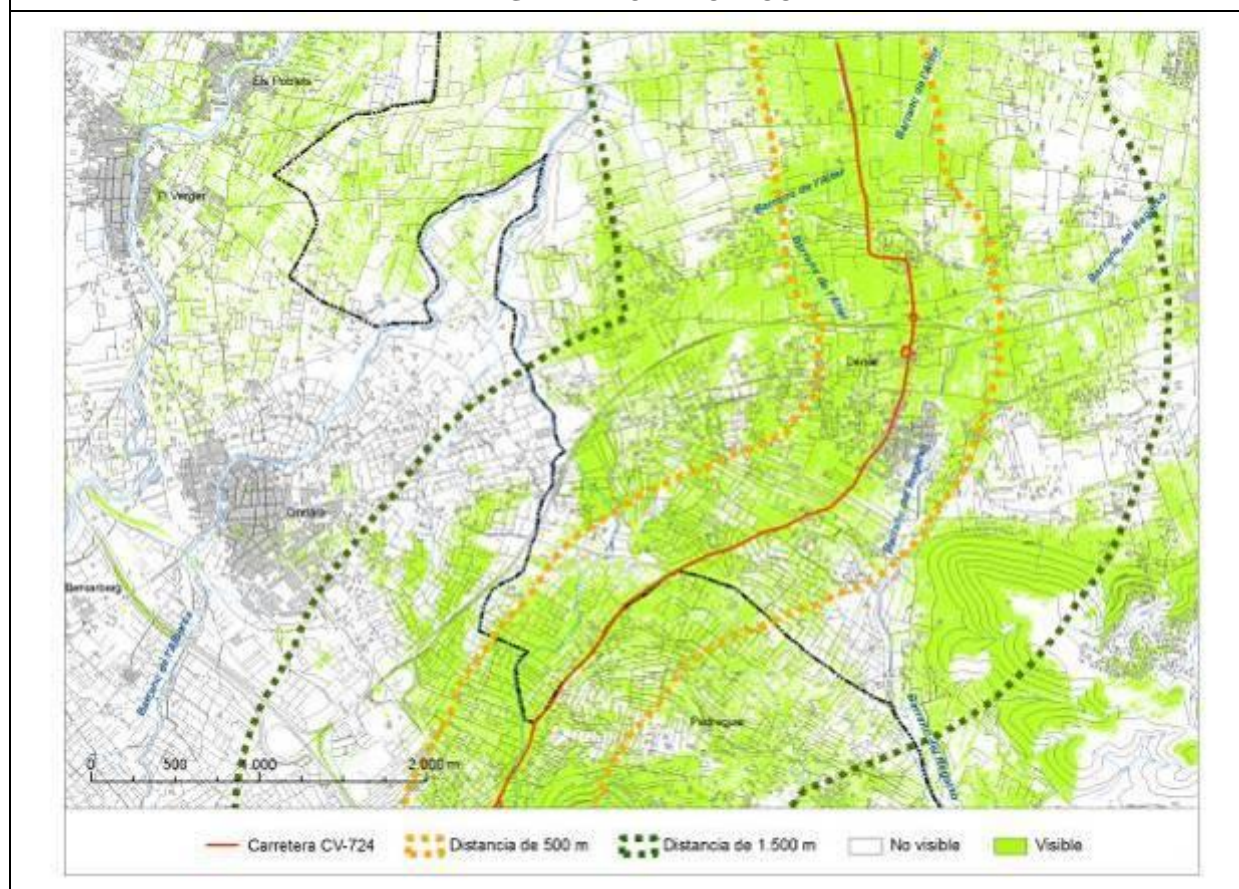 Els Poblets
El Verger
Barranc de l'Alter
Barranc de l'Alter
Barranc de l'Alter
Barranc del Regatxo
Dénia
Ondara
Barranc del Regatxo
Beniarbeig
Barranc de l'Alberca
Pedreguer
Barranc del Regatxo
0 500 1.000 2.000 m
Carretera CV-724
Distancia de 500 m
Distancia de 1.500 m
No visible
Visible